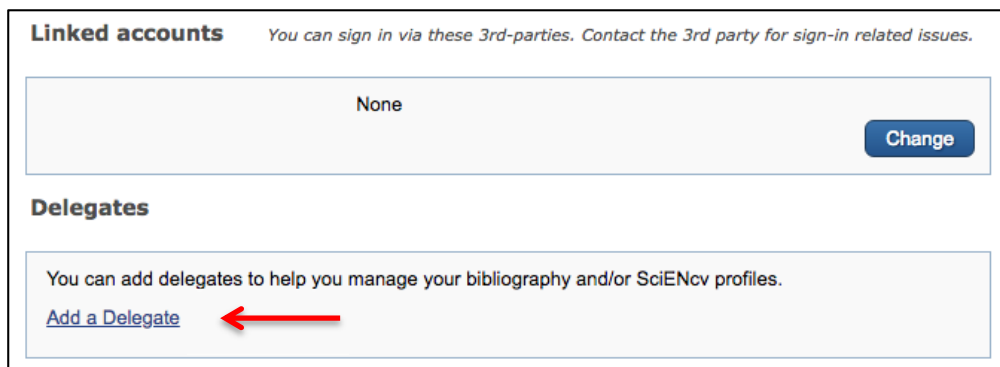 Linked accounts You can sign in via these 3rd-parties. Contact the 3rd party for sign-in related issues.
None
Change
Delegates
You can add delegates to help you manage your bibliography and/or SciENcv profiles.
Add a Delegate